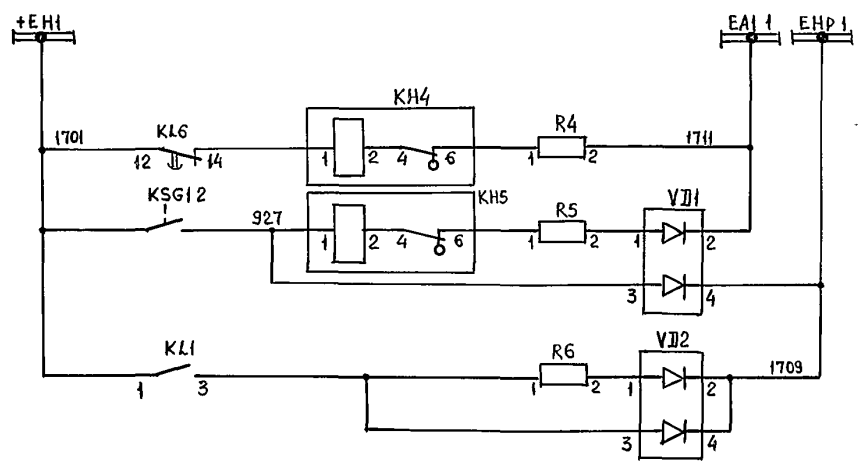 +EH1 EA1 1 EHP 1
KH4
1701 KL6 R4 1711
12 14 1 2 4 6 1 2
KSG1 2 KH5
927 R5 VD1
1 2 4 6 1 2 1 2
3 4
KL1 R6 VD2
1 3 1 2 1 2 1709
3 4